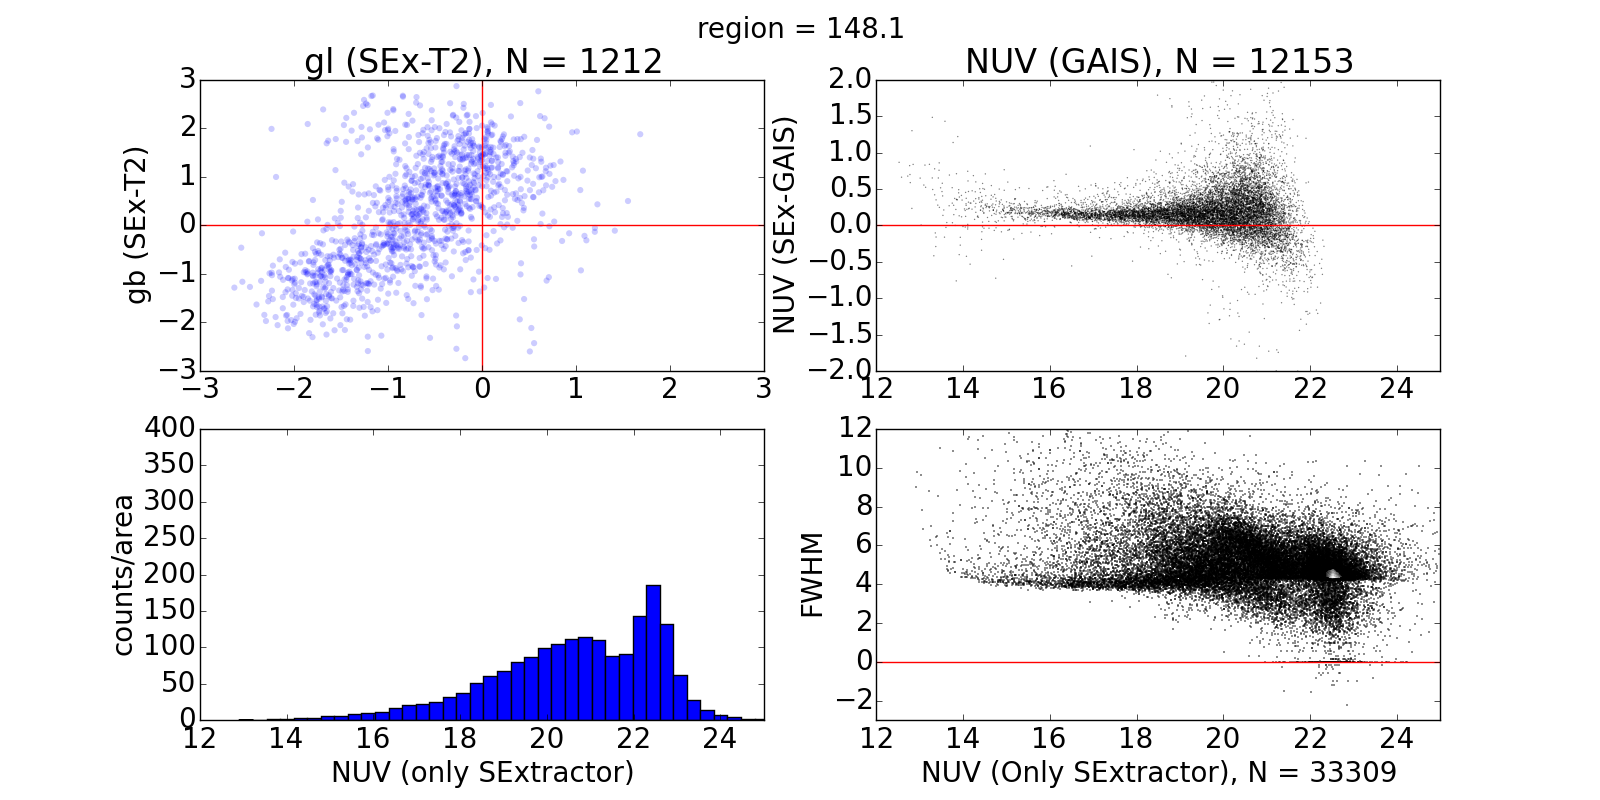 region = 148.1
gl (SEx-T2), N = 1212
NUV (GAIS), N = 12153
3
2
1
0
−1
−2
−3
gb (SEx-T2)
−3 −2 −1 0 1 2 3
2.0
1.5
1.0
0.5
0.0
−0.5
−1.0
−1.5
−2.0
NUV (SEx-GAIS)
12 14 16 18 20 22 24
400
350
300
250
200
150
100
50
0
counts/area
12 14 16 18 20 22 24
NUV (only SExtractor)
12
10
8
6
4
2
0
−2
FWHM
12 14 16 18 20 22 24
NUV (Only SExtractor), N = 33309